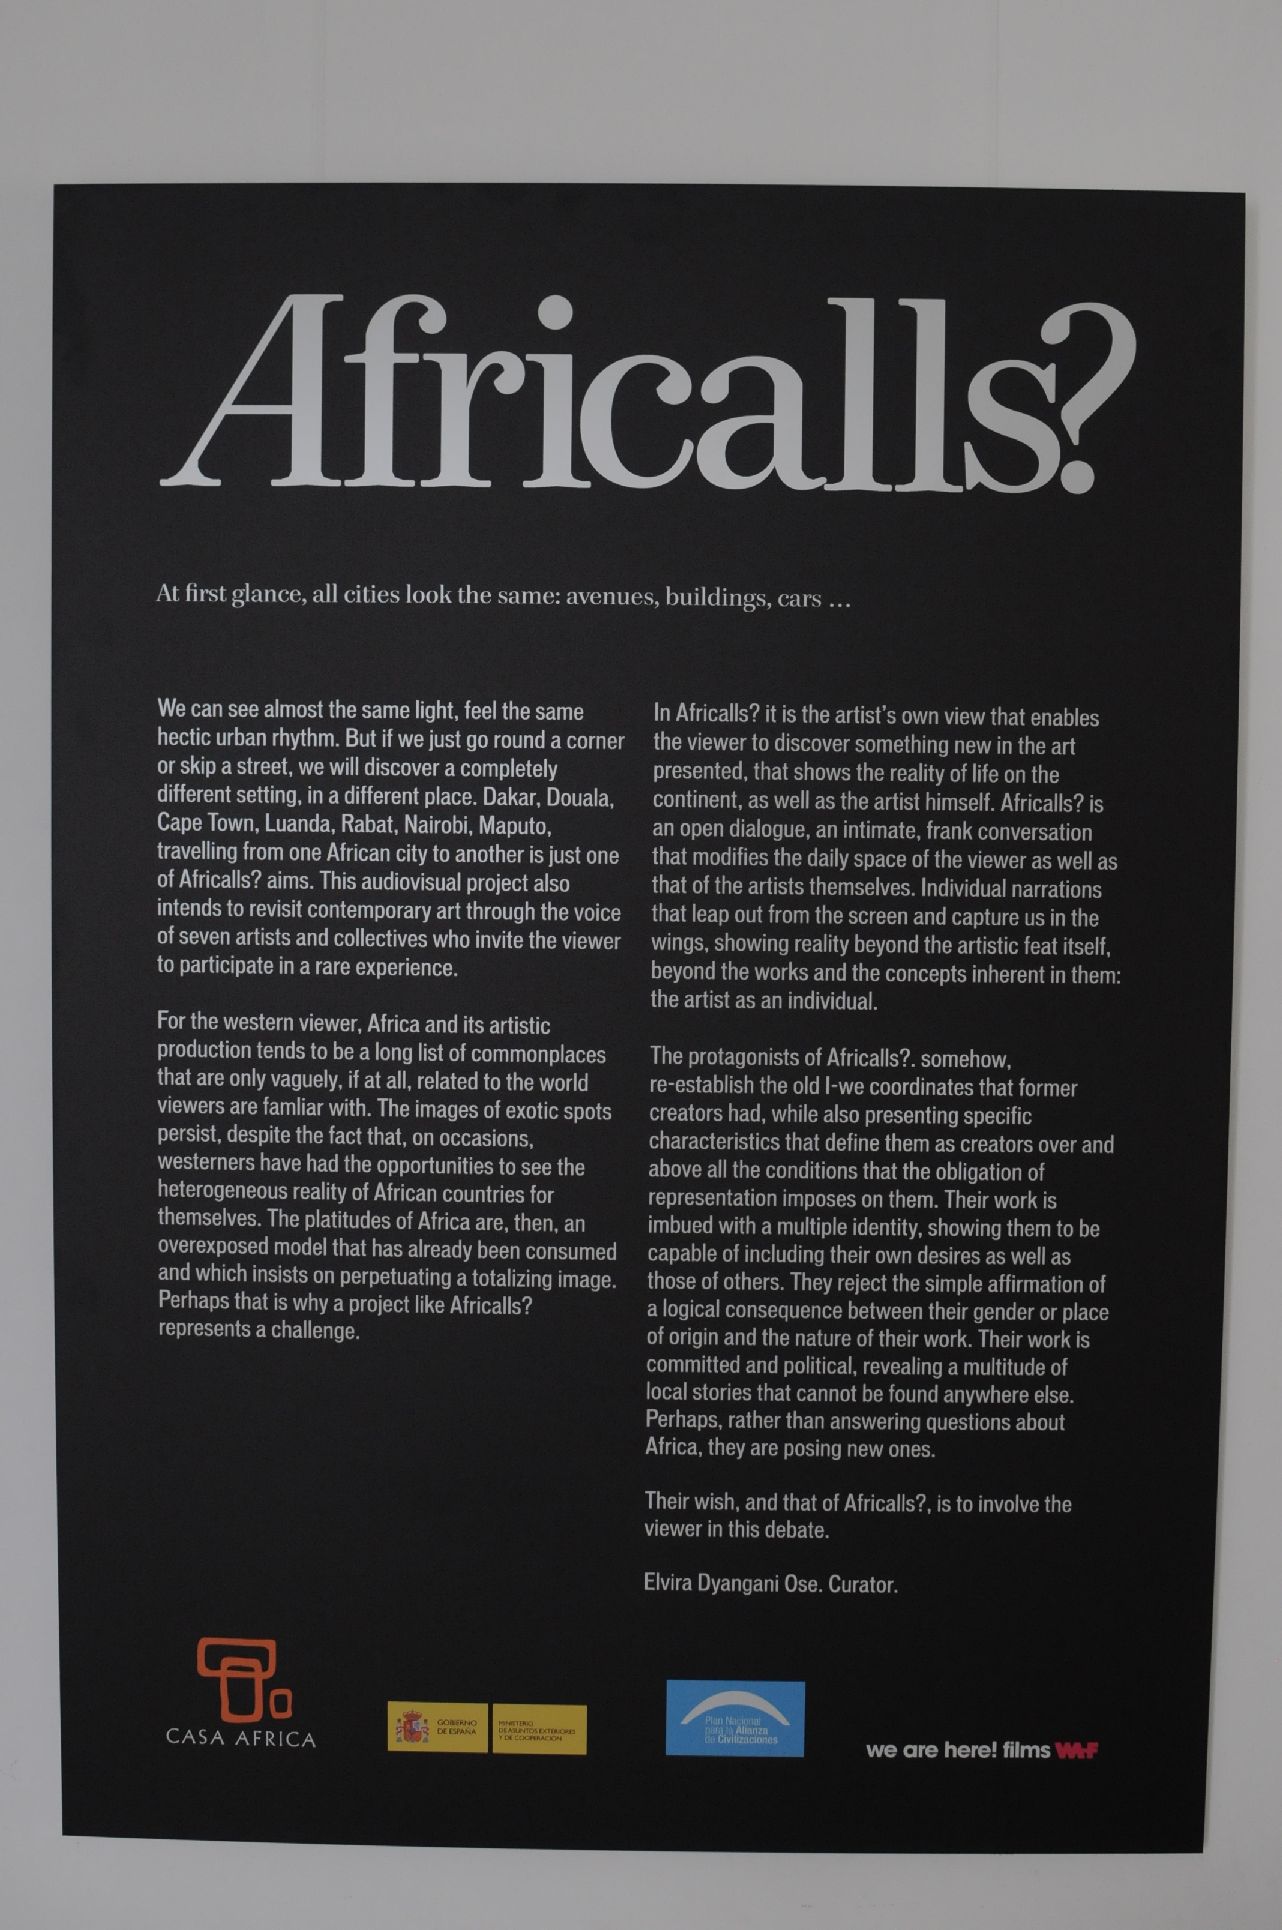 Africalls?
At first glance, all cities look the same: avenues, buildings, cars ...
We can see almost the same light, feel the same
hectic urban rhythm. But if we just go round a corner
or skip a street, we will discover a completely
different setting, in a different place. Dakar, Douala,
Cape Town, Luanda, Rabat, Nairobi, Maputo,
travelling from one African city to another is just one
of Africalls? aims. This audiovisual project also
intends to revisit contemporary art through the voice
of seven artists and collectives who invite the viewer
to participate in a rare experience.
For the western viewer, Africa and its artistic
production tends to be a long list of commonplaces
that are only vaguely, if at all, related to the world
viewers are famliar with. The images of exotic spots
persist, despite the fact that, on occasions,
westerners have had the opportunities to see the
heterogeneous reality of African countries for
themselves. The platitudes of Africa are, then, an
overexposed model that has already been consumed
and which insists on perpetuating a totalizing image.
Perhaps that is why a project like Africalls?
represents a challenge.
In Africalls? it is the artist's own view that enables
the viewer to discover something new in the art
presented, that shows the reality of life on the
continent, as well as the artist himself. Africalls? is
an open dialogue, an intimate, frank conversation
that modifies the daily space of the viewer as well as
that of the artists themselves. Individual narrations
that leap out from the screen and capture us in the
wings, showing reality beyond the artistic feat itself,
beyond the works and the concepts inherent in them:
the artist as an individual.
The protagonists of Africalls?. somehow,
re-establish the old I-we coordinates that former
creators had, while also presenting specific
characteristics that define them as creators over and
above all the conditions that the obligation of
representation imposes on them. Their work is
imbued with a multiple identity, showing them to be
capable of including their own desires as well as
those of others. They reject the simple affirmation of
a logical consequence between their gender or place
of origin and the nature of their work. Their work is
committed and political, revealing a multitude of
local stories that cannot be found anywhere else.
Perhaps, rather than answering questions about
Africa, they are posing new ones.
Their wish, and that of Africalls?, is to involve the
viewer in this debate.
Elvira Dyangani Ose. Curator.
CASA AFRICA
GOBIERNO
DE ESPAÑA
MINISTERIO
DE ASUNTOS EXTERIORES
Y DE COOPERACIÓN
Plan Nacional
para la Alianza
de Civilizaciones
we are here! films WHF